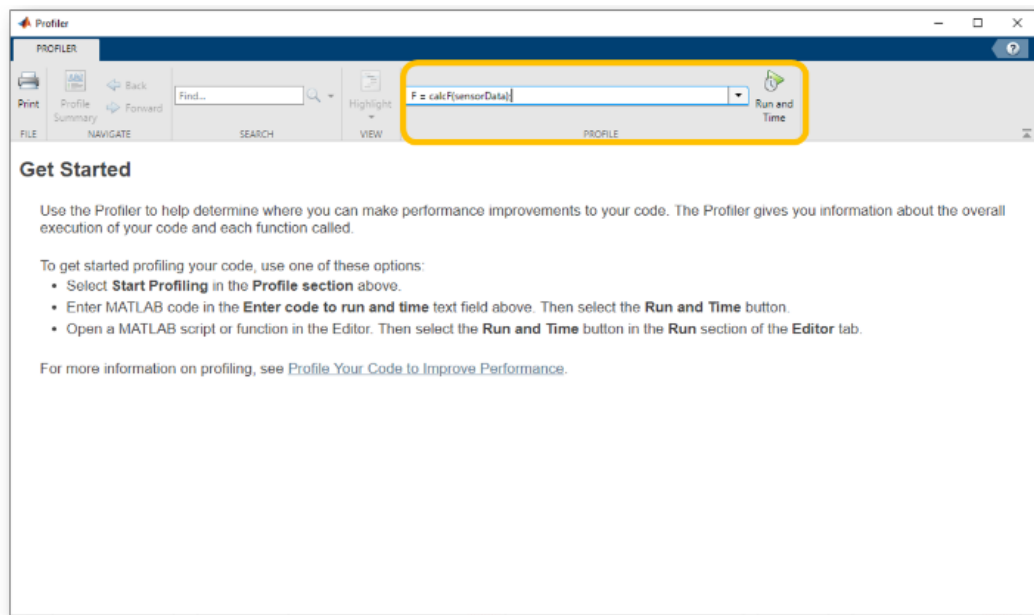 Profiler
PROFILER
?
Print
Profile
Summary
Back
Forward
Find...
Highlight
F = calcF(sensorData);
Run and
Time
FILE
NAVIGATE
SEARCH
VIEW
PROFILE
Get Started
Use the Profiler to help determine where you can make performance improvements to your code. The Profiler gives you information about the overall
execution of your code and each function called.
To get started profiling your code, use one of these options:
• Select Start Profiling in the Profile section above.
• Enter MATLAB code in the Enter code to run and time text field above. Then select the Run and Time button.
• Open a MATLAB script or function in the Editor. Then select the Run and Time button in the Run section of the Editor tab.
For more information on profiling, see Profile Your Code to Improve Performance.